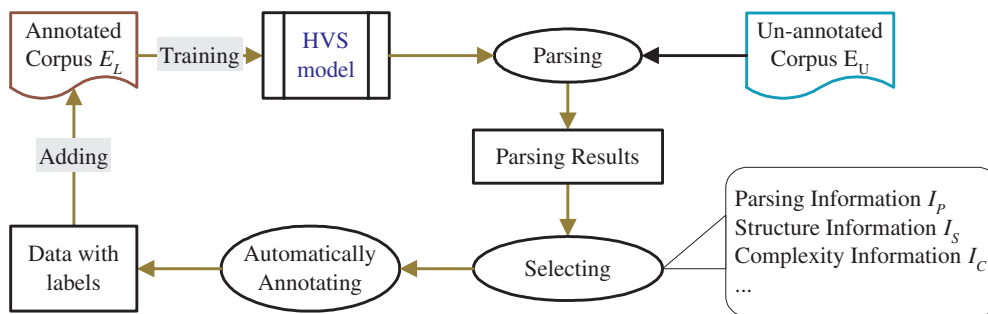 Annotated
Corpus E_L
Training
HVS
model
Parsing
Un-annotated
Corpus E_U
Adding
Parsing Results
Parsing Information I_P
Structure Information I_S
Complexity Information I_C
...
Data with
labels
Automatically
Annotating
Selecting